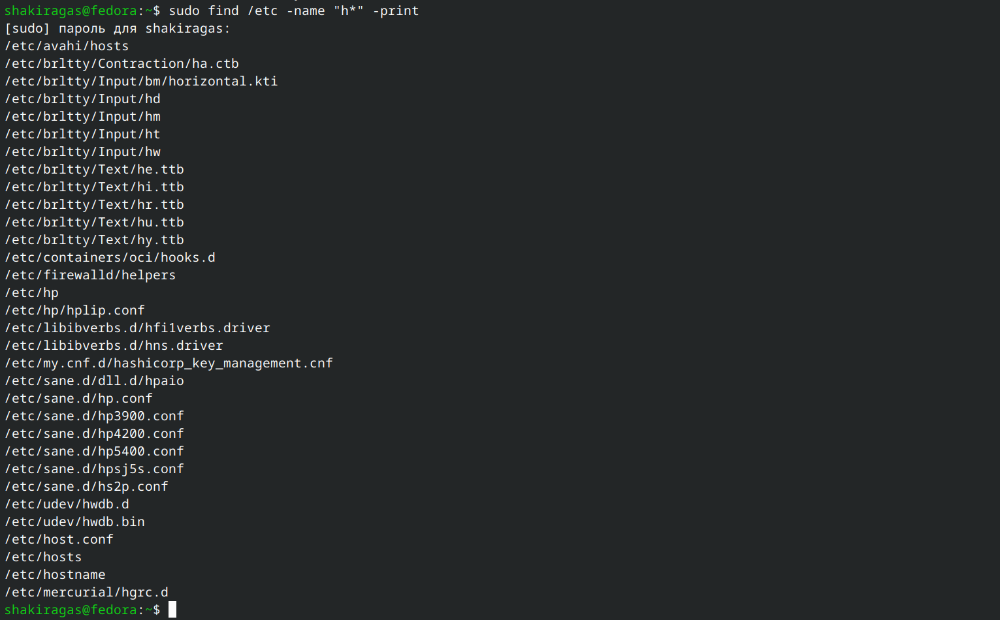 shakiragas@fedora:~$ sudo find /etc -name "h*" -print
[sudo] пароль для shakiragas:
/etc/avahi/hosts
/etc/brltty/Contraction/ha.ctb
/etc/brltty/Input/bm/horizontal.kti
/etc/brltty/Input/hd
/etc/brltty/Input/hm
/etc/brltty/Input/ht
/etc/brltty/Input/hw
/etc/brltty/Text/he.ttb
/etc/brltty/Text/hi.ttb
/etc/brltty/Text/hr.ttb
/etc/brltty/Text/hu.ttb
/etc/brltty/Text/hy.ttb
/etc/containers/oci/hooks.d
/etc/firewalld/helpers
/etc/hp
/etc/hp/hplip.conf
/etc/libibverbs.d/hfi1verbs.driver
/etc/libibverbs.d/hns.driver
/etc/my.cnf.d/hashicorp_key_management.cnf
/etc/sane.d/dll.d/hpaio
/etc/sane.d/hp.conf
/etc/sane.d/hp3900.conf
/etc/sane.d/hp4200.conf
/etc/sane.d/hp5400.conf
/etc/sane.d/hpsj5s.conf
/etc/sane.d/hs2p.conf
/etc/udev/hwdb.d
/etc/udev/hwdb.bin
/etc/host.conf
/etc/hosts
/etc/hostname
/etc/mercurial/hgrc.d
shakiragas@fedora:~$